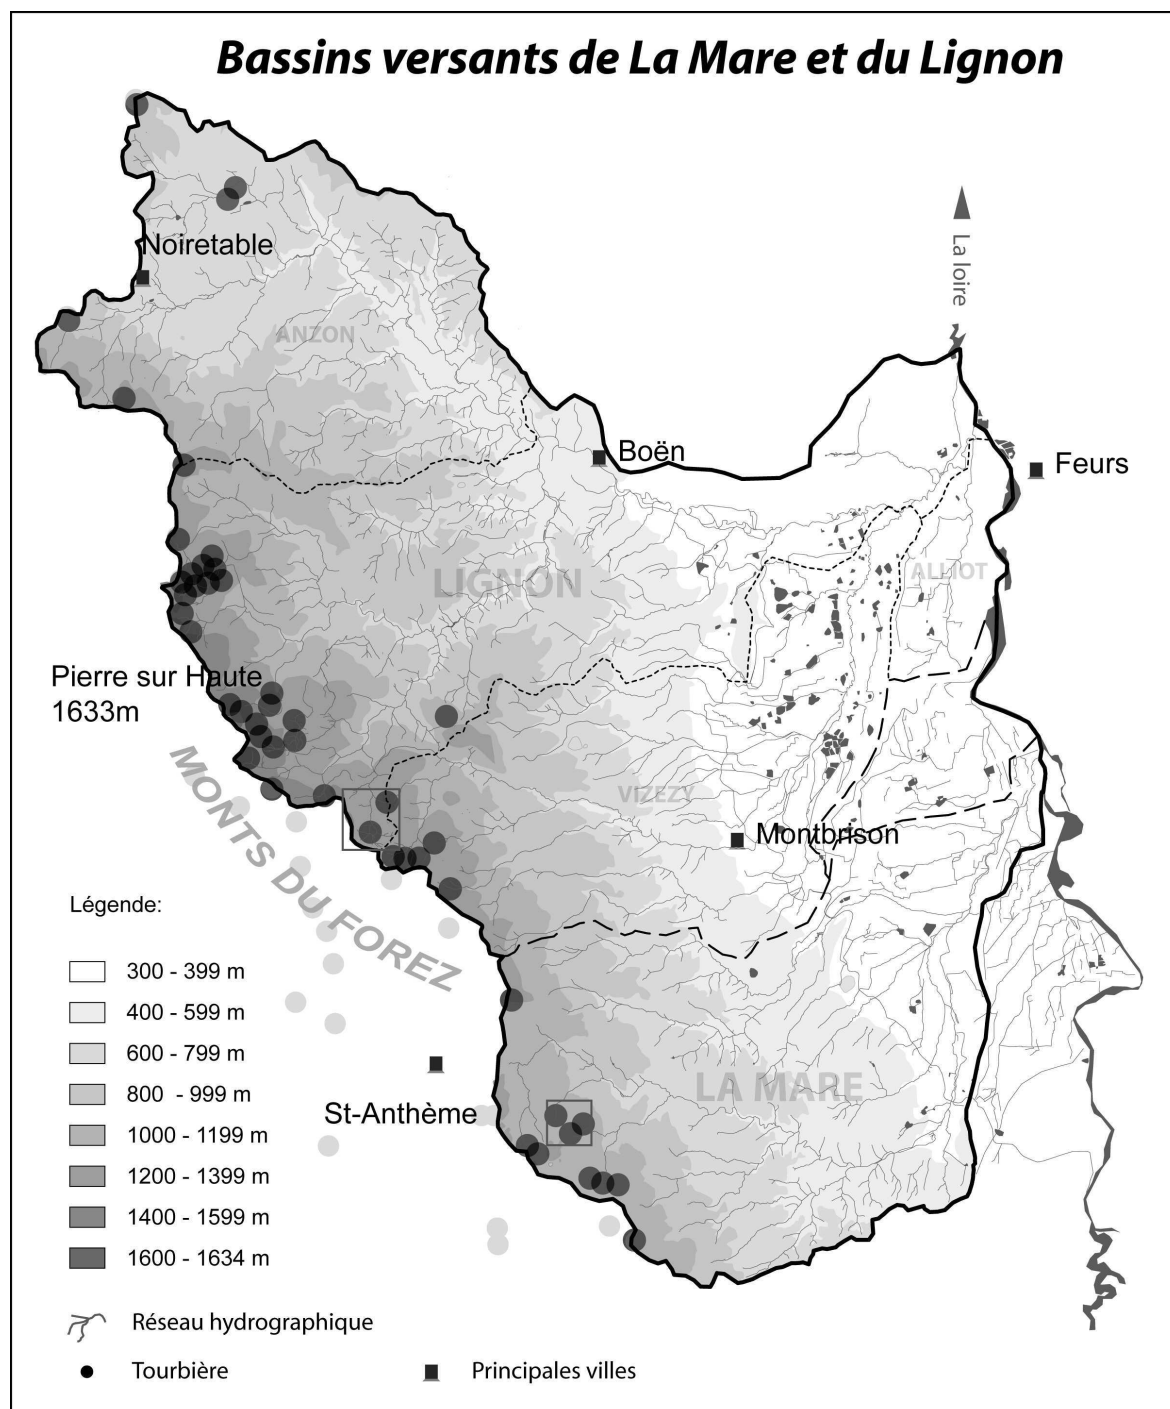 Bassins versants de La Mare et du Lignon
Noiretable
La loire
ANZON
Boën
Feurs
LIGNON
ALLIOT
Pierre sur Haute
1633m
MONTS DU FOREZ
VIZEZY
Montbrison
Légende:
300 - 399 m
400 - 599 m
600 - 799 m
800 - 999 m
1000 - 1199 m
1200 - 1399 m
1400 - 1599 m
1600 - 1634 m
St-Anthème
LA MARE
Réseau hydrographique
Tourbière
Principales villes